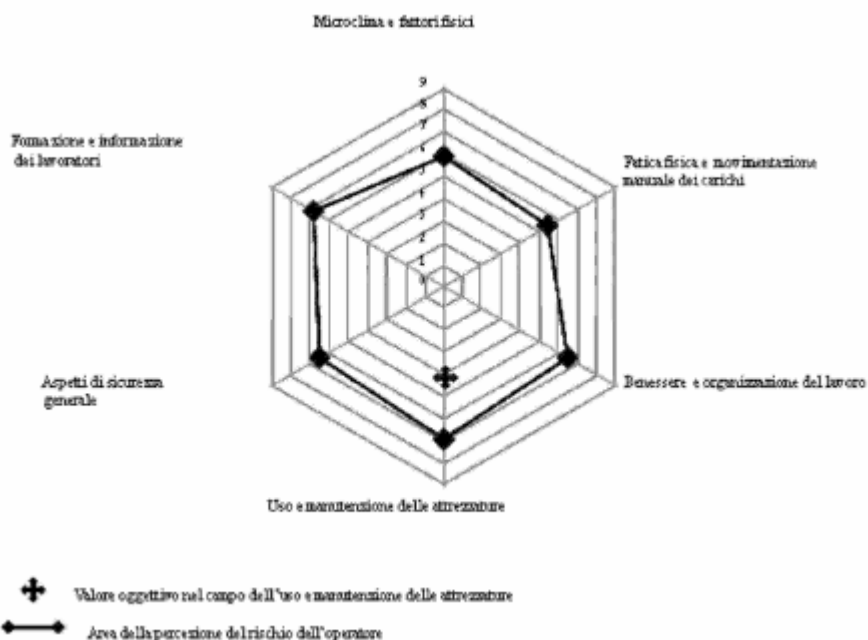 Microclima e fattori fisici
9
8
7
6
5
4
3
2
1
0
Formazione e informazione
dei lavoratori
Fatica fisica e movimentazione
manuale dei carichi
Aspetti di sicurezza
generale
Benessere e organizzazione del lavoro
Uso e manutenzione delle attrezzature
Valore oggettivo nel campo dell'uso e manutenzione delle attrezzature
Area della percezione del rischio dell'operatore